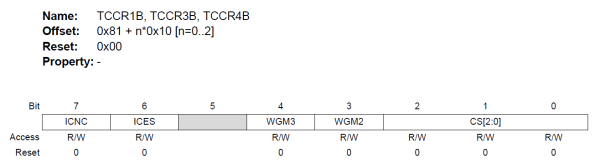 Name: TCCR1B, TCCR3B, TCCR4B
Offset: 0x81 + n*0x10 [n=0..2]
Reset: 0x00
Property: -
Bit 7 6 5 4 3 2 1 0
ICNC ICES WGM3 WGM2 CS[2:0]
Access R/W R/W R/W R/W R/W R/W R/W
Reset 0 0 0 0 0 0 0